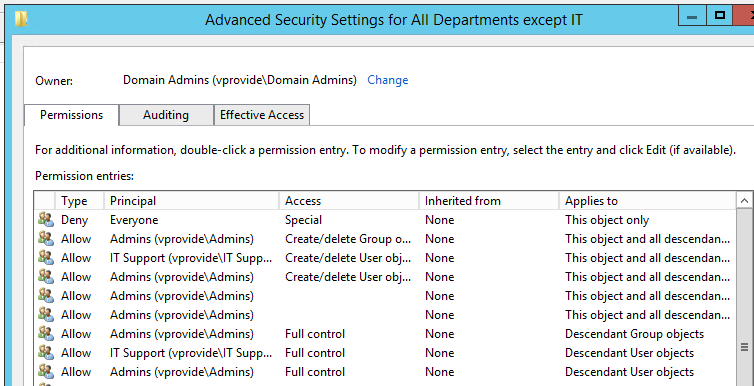 Advanced Security Settings for All Departments except IT
Owner: Domain Admins (vprovide\Domain Admins) Change
Permissions Auditing Effective Access
For additional information, double-click a permission entry. To modify a permission entry, select the entry and click Edit (if available).
Permission entries:
Type Principal Access Inherited from Applies to
Deny Everyone Special None This object only
Allow Admins (vprovide\Admins) Create/delete Group o... None This object and all descendan...
Allow IT Support (vprovide\IT Supp... Create/delete User obj... None This object and all descendan...
Allow Admins (vprovide\Admins) Create/delete User obj... None This object and all descendan...
Allow Admins (vprovide\Admins) None This object and all descendan...
Allow Admins (vprovide\Admins) None This object and all descendan...
Allow Admins (vprovide\Admins) Full control None Descendant Group objects
Allow IT Support (vprovide\IT Supp... Full control None Descendant User objects
Allow Admins (vprovide\Admins) Full control None Descendant User objects